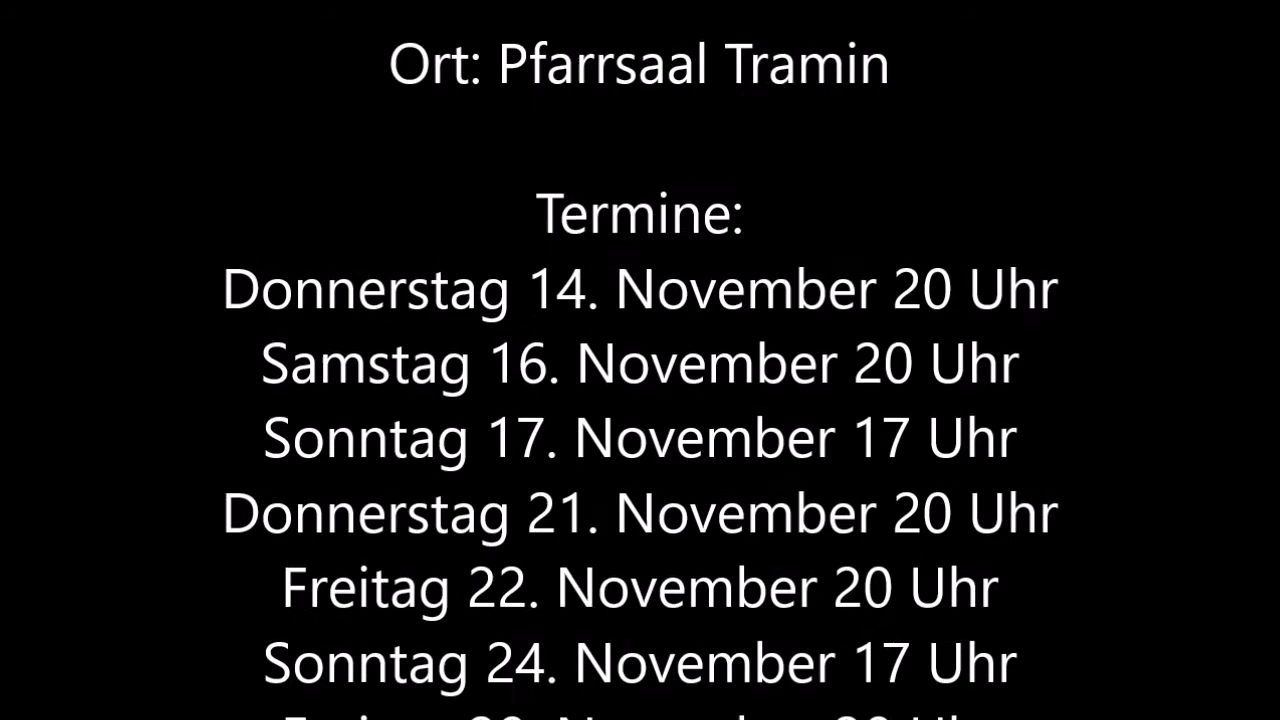 Ort: Pfarrsaal Tramin
Termine:
Donnerstag 14. November 20 Uhr
Samstag 16. November 20 Uhr
Sonntag 17. November 17 Uhr
Donnerstag 21. November 20 Uhr
Freitag 22. November 20 Uhr
Sonntag 24. November 17 Uhr